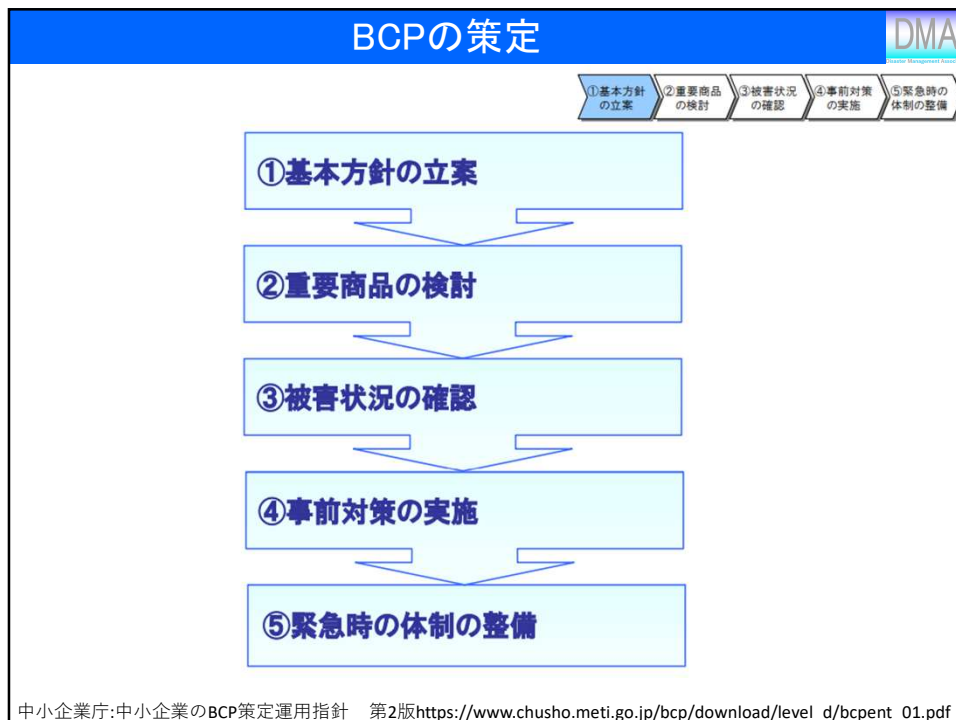 BCPの策定
DMA
①基本方針
の立案
②重要商品
の検討
③被害状況
の確認
④事前対策
の実施
⑤緊急時の
体制の整備
①基本方針の立案
②重要商品の検討
③被害状況の確認
④事前対策の実施
⑤緊急時の体制の整備
中小企業庁:中小企業のBCP策定運用指針　第2版https://www.chusho.meti.go.jp/bcp/download/level_d/bcpent_01.pdf